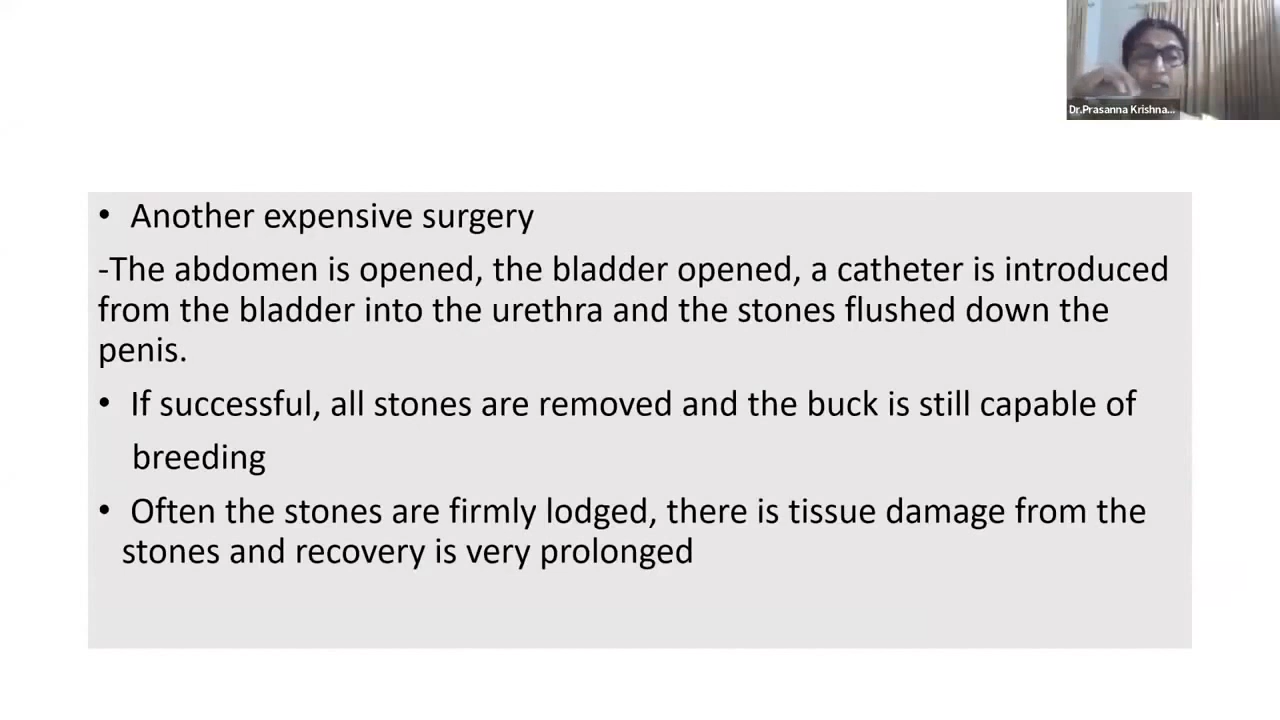 Dr.Prasanna Krishna...
• Another expensive surgery
-The abdomen is opened, the bladder opened, a catheter is introduced
from the bladder into the urethra and the stones flushed down the
penis.
• If successful, all stones are removed and the buck is still capable of
breeding
• Often the stones are firmly lodged, there is tissue damage from the
stones and recovery is very prolonged